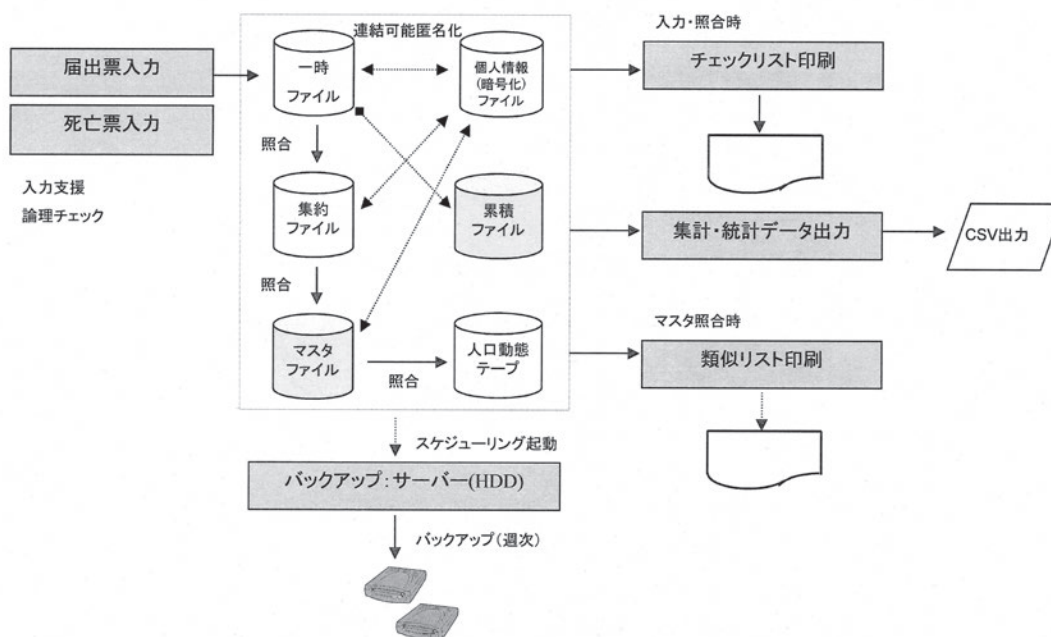 届出票入力
死亡票入力
入力支援
論理チェック
連結可能匿名化
一時
ファイル
個人情報
(暗号化)
ファイル
照合
集約
ファイル
累積
ファイル
照合
マスタ
ファイル
照合
人口動態
テープ
入力・照合時
チェックリスト印刷
集計・統計データ出力
CSV出力
マスタ照合時
類似リスト印刷
スケジューリング起動
バックアップ:サーバー(HDD)
バックアップ(週次)